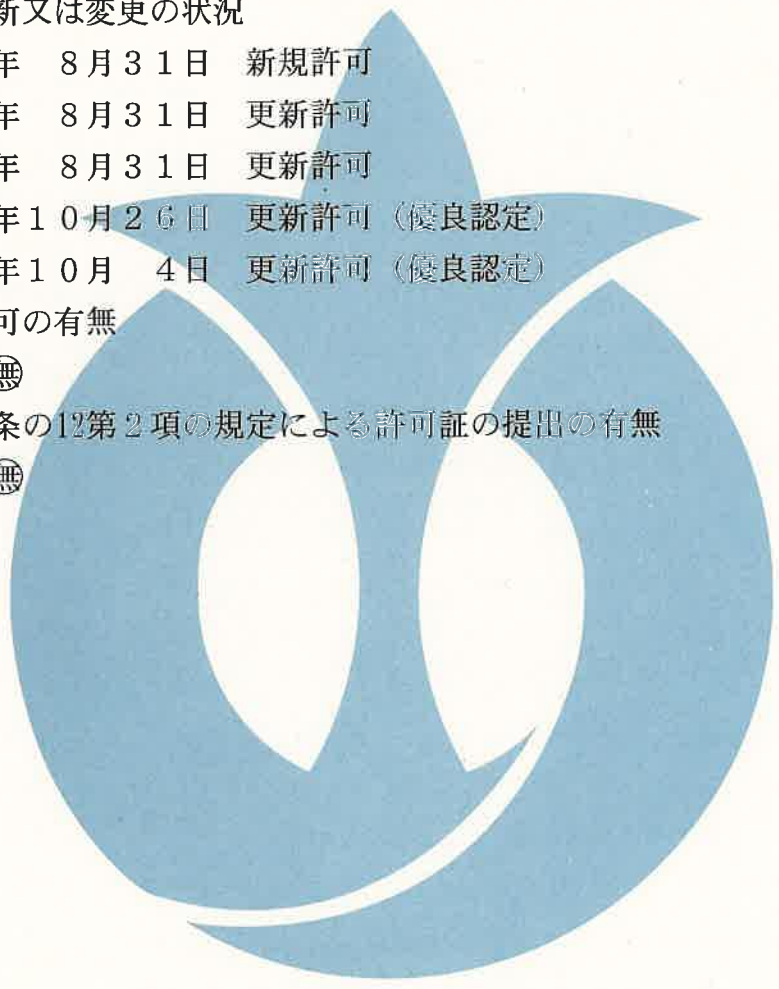 新又は変更の状況
年　８月３１日　新規許可
年　８月３１日　更新許可
年　８月３１日　更新許可
年１０月２６日　更新許可（優良認定）
年１０月　４日　更新許可（優良認定）
可の有無
無
条の12第２項の規定による許可証の提出の有無
無